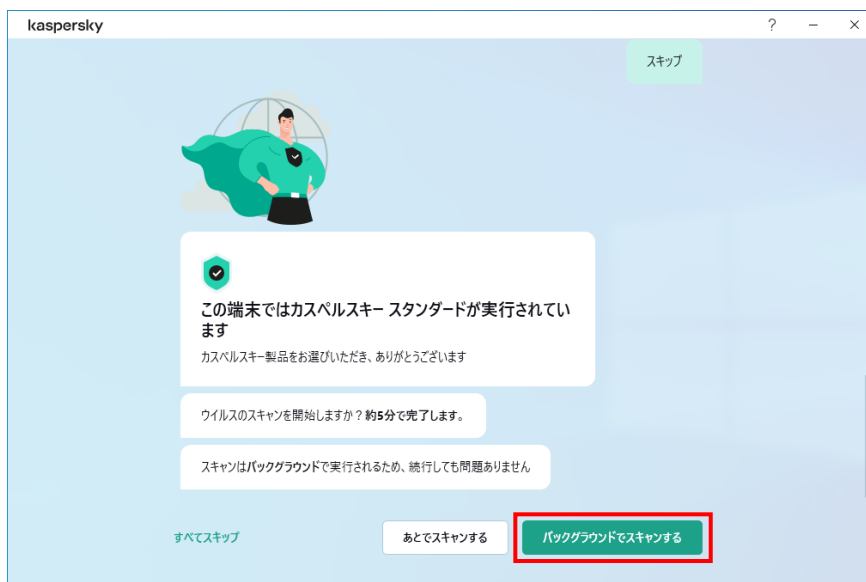 kaspersky
スキップ
この端末ではカスペルスキー スタンダードが実行されてい
ます
カスペルスキー製品をお選びいただき、ありがとうございます
ウイルスのスキャンを開始しますか？約5分で完了します。
スキャンはバックグラウンドで実行されるため、続行しても問題ありません
すべてスキップ
あとでスキャンする
バックグラウンドでスキャンする